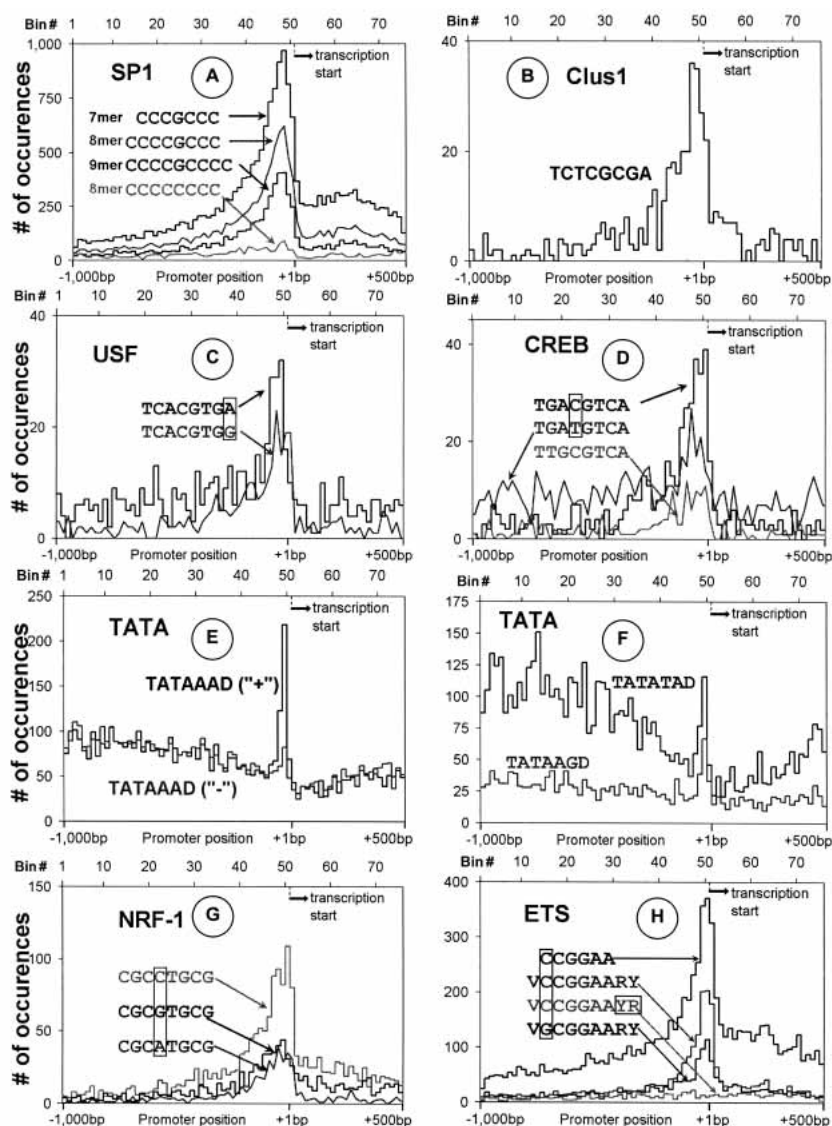 Bin # 1 10 20 30 40 50 60 70
1,000
750
500
250
0
# of occurences
SP1
A
transcription
start
7mer CCCGCCC
8mer CCCCGCCC
9mer CCCCGCCCC
8mer CCCCCCCC
-1,000bp Promoter position +1bp +500bp
Bin# 1 10 20 30 40 50 60 70
40
20
0
B
Clus1
transcription
start
TCTCGCGA
-1,000bp Promoter position +1bp +500bp
Bin # 1 10 20 30 40 50 60 70
40
20
0
# of occurences
USF
C
transcription
start
TCACGTGA
TCACGTGG
-1,000bp Promoter position +1bp +500bp
Bin # 1 10 20 30 40 50 60 70
40
20
0
CREB
D
transcription
start
TGACGTCA
TGATGTCA
TTGCGTCA
-1,000bp Promoter position +1bp +500bp
Bin # 1 10 20 30 40 50 60 70
250
200
150
100
50
0
# of occurences
TATA
E
transcription
start
TATAAAD ("+")
TATAAAD ("-")
-1,000bp Promoter position +1bp +500bp
Bin # 1 10 20 30 40 50 60 70
175
150
125
100
75
50
25
0
TATA
F
transcription
start
TATATAD
TATAAGD
-1,000bp Promoter position +1bp +500bp
Bin # 1 10 20 30 40 50 60 70
150
100
50
0
# of occurences
NRF-1
G
transcription
start
CGCCTGCG
CGCGTGCG
CGCATGCG
-1,000bp Promoter position +1bp +500bp
Bin # 1 10 20 30 40 50 60 70
400
300
200
100
0
ETS
H
transcription
start
CCGGAA
VCCGGAARY
VCCGGAAYR
VGCGGAARY
-1,000bp Promoter position +1bp +500bp